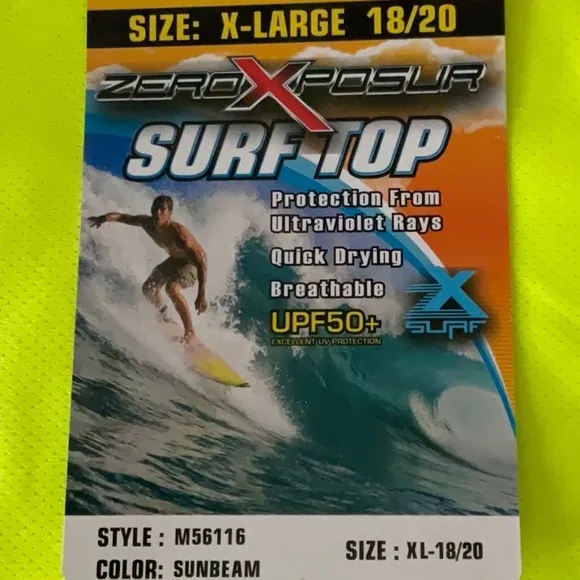 SIZE: X-LARGE 18/20
ZEROXPOSUR
SURF TOP
Protection From
Ultraviolet Rays
Quick Drying
Breathable
UPF50+
EXCELLENT UV PROTECTION
X
SURF
STYLE : M56116
SIZE : XL-18/20
COLOR: SUNBEAM